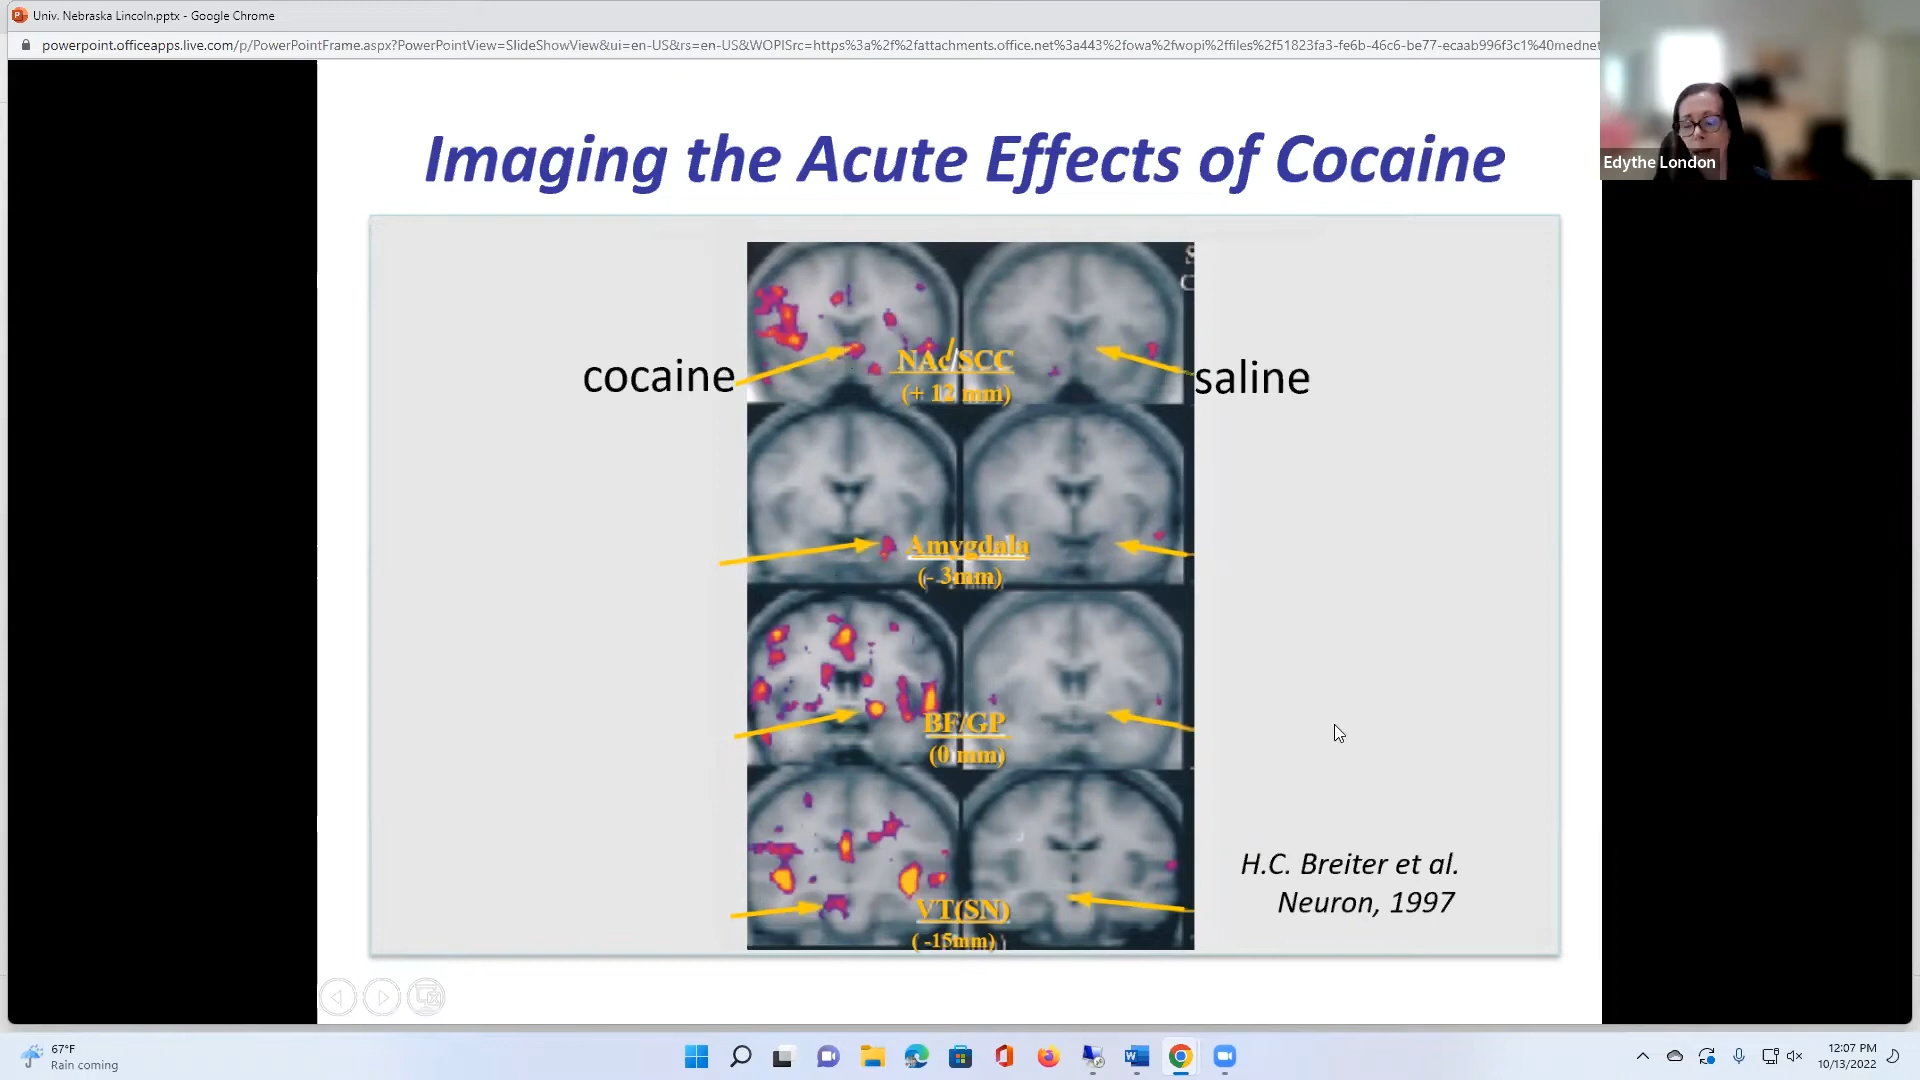 Univ. Nebraska Lincoln.pptx - Google Chrome
powerpoint.officeapps.live.com/p/PowerPointFrame.aspx?PowerPointView=SlideShowView&ui=en-US&rs=en-US&WOPISrc=https%3a%2f%2fattachments.office.net%3a443%2fowa%2fwopi%2ffiles%2f51823fa3-fe6b-46c6-be77-ecaab996f3c1%40mednet
Edythe London
Imaging the Acute Effects of Cocaine
cocaine
saline
NAc/SCC
(+ 12 mm)
Amygdala
(- 3mm)
BF/GP
(0 mm)
VT(SN)
( -15mm)
H.C. Breiter et al.
Neuron, 1997
67°F
Rain coming
12:07 PM
10/13/2022